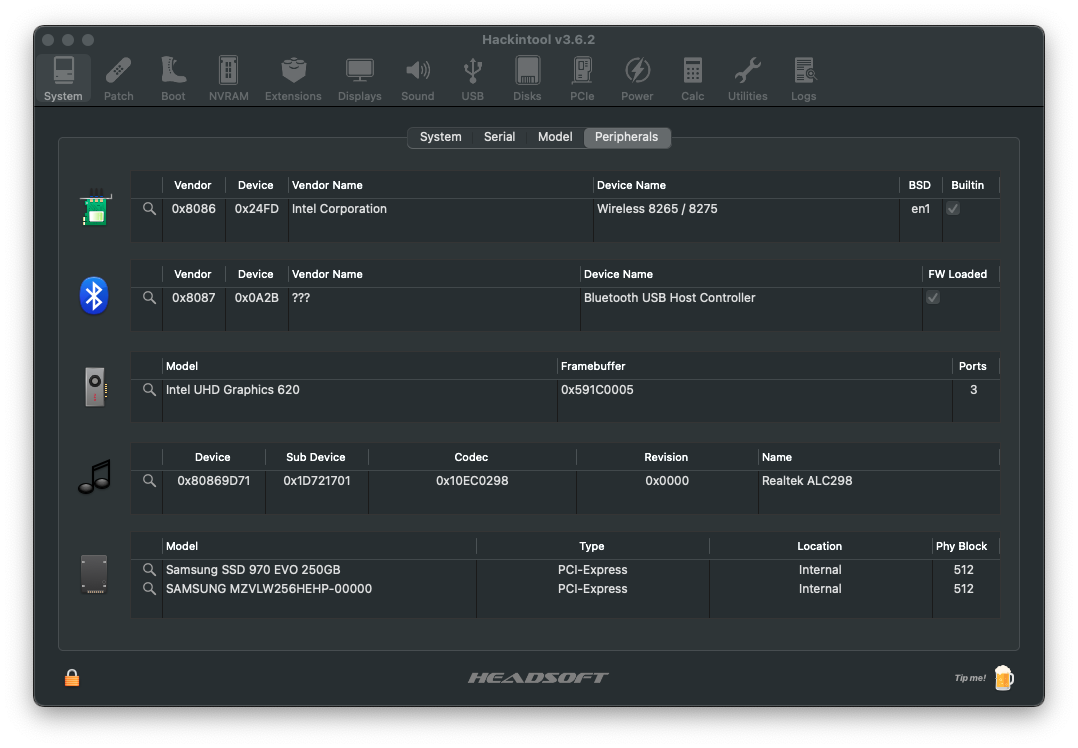 Hackintool v3.6.2
System Patch Boot NVRAM Extensions Displays Sound USB Disks PCIe Power Calc Utilities Logs
System Serial Model Peripherals
Vendor Device Vendor Name Device Name BSD Builtin
0x8086 0x24FD Intel Corporation Wireless 8265 / 8275 en1
Vendor Device Vendor Name Device Name FW Loaded
0x8087 0x0A2B ??? Bluetooth USB Host Controller
Model Framebuffer Ports
Intel UHD Graphics 620 0x591C0005 3
Device Sub Device Codec Revision Name
0x80869D71 0x1D721701 0x10EC0298 0x0000 Realtek ALC298
Model Type Location Phy Block
Samsung SSD 970 EVO 250GB PCI-Express Internal 512
SAMSUNG MZVLW256HEHP-00000 PCI-Express Internal 512
HEADSOFT Tip me!